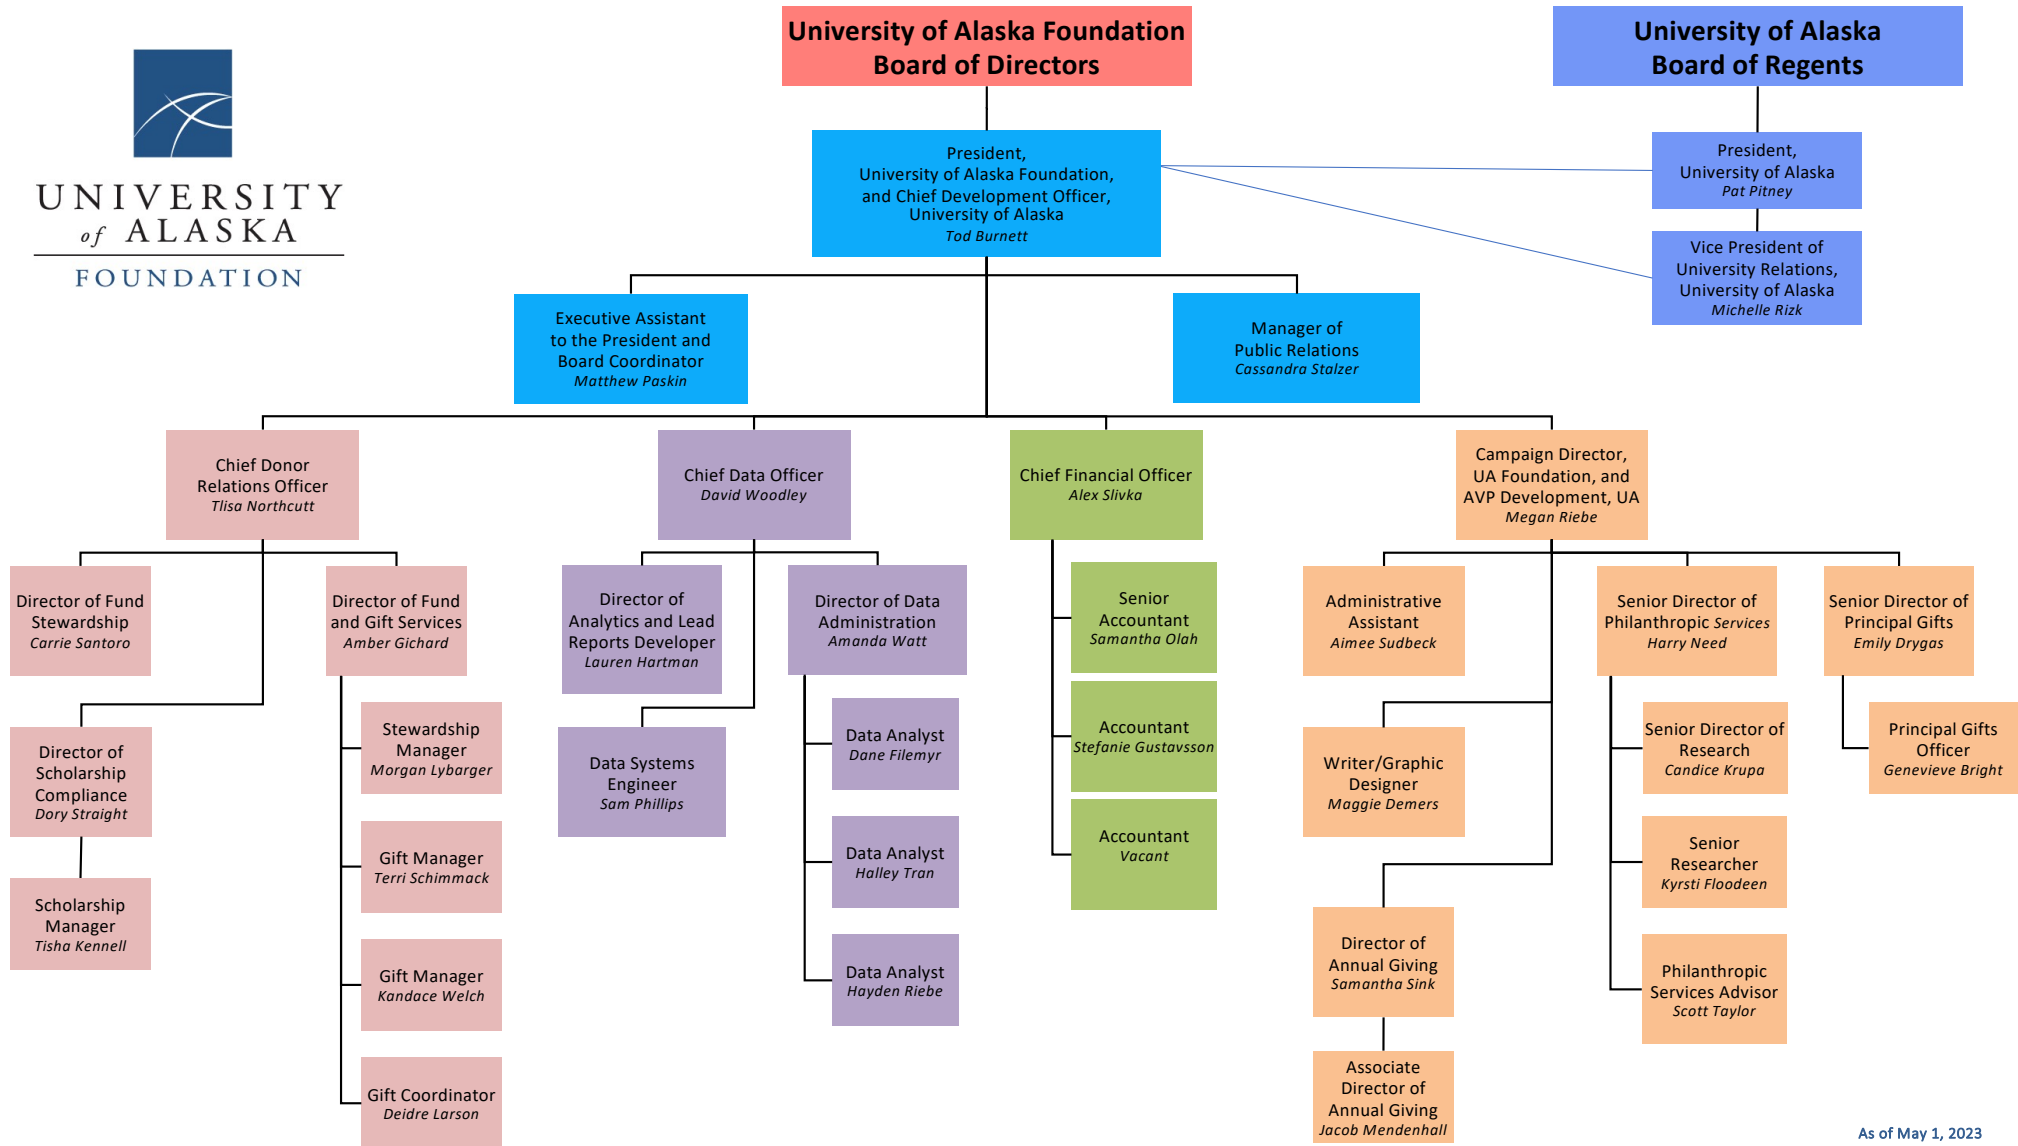 University of Alaska Foundation
Board of Directors
University of Alaska
Board of Regents
UNIVERSITY
of ALASKA
FOUNDATION
President,
University of Alaska Foundation,
and Chief Development Officer,
University of Alaska
Tod Burnett
President,
University of Alaska
Pat Pitney
Vice President of
University Relations,
University of Alaska
Michelle Rizk
Executive Assistant
to the President and
Board Coordinator
Matthew Paskin
Manager of
Public Relations
Cassandra Stalzer
Chief Donor
Relations Officer
Tlisa Northcutt
Chief Data Officer
David Woodley
Chief Financial Officer
Alex Slivka
Campaign Director,
UA Foundation, and
AVP Development, UA
Megan Riebe
Director of Fund
Stewardship
Carrie Santoro
Director of Fund
and Gift Services
Amber Gichard
Director of
Scholarship
Compliance
Dory Straight
Scholarship
Manager
Tisha Kennell
Stewardship
Manager
Morgan Lybarger
Gift Manager
Terri Schimmack
Gift Manager
Kandace Welch
Gift Coordinator
Deidre Larson
Director of
Analytics and Lead
Reports Developer
Lauren Hartman
Director of Data
Administration
Amanda Watt
Data Systems
Engineer
Sam Phillips
Data Analyst
Dane Filemyr
Data Analyst
Halley Tran
Data Analyst
Hayden Riebe
Senior
Accountant
Samantha Olah
Accountant
Stefanie Gustavsson
Accountant
Vacant
Administrative
Assistant
Aimee Sudbeck
Senior Director of
Philanthropic Services
Harry Need
Senior Director of
Principal Gifts
Emily Drygas
Writer/Graphic
Designer
Maggie Demers
Senior Director of
Research
Candice Krupa
Principal Gifts
Officer
Genevieve Bright
Senior
Researcher
Kyrsti Floodeen
Director of
Annual Giving
Samantha Sink
Philanthropic
Services Advisor
Scott Taylor
Associate
Director of
Annual Giving
Jacob Mendenhall
As of May 1, 2023